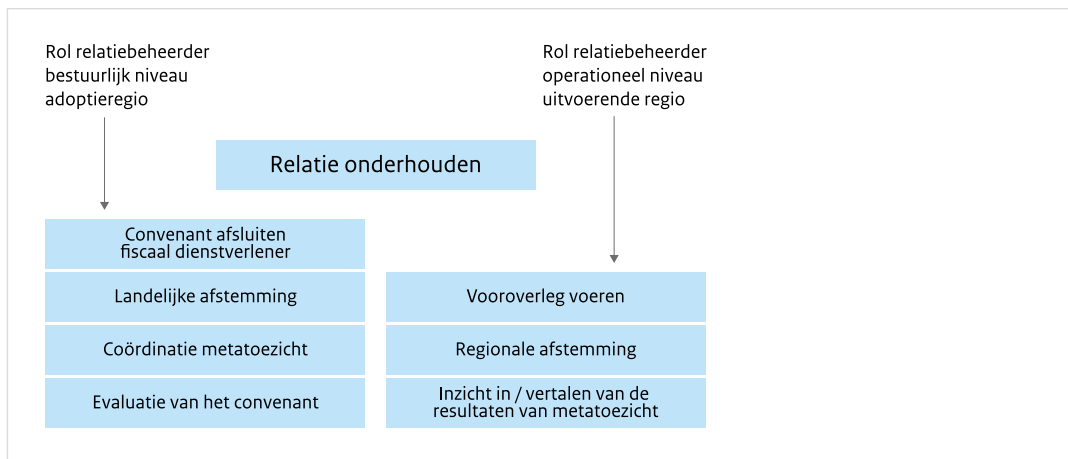 Rol relatiebeheerder
bestuurlijk niveau
adoptieregio
Rol relatiebeheerder
operationeel niveau
uitvoerende regio
Relatie onderhouden
Convenant afsluiten
fiscaal dienstverlener
Landelijke afstemming
Coördinatie metatoezicht
Evaluatie van het convenant
Vooroverleg voeren
Regionale afstemming
Inzicht in / vertalen van de
resultaten van metatoezicht